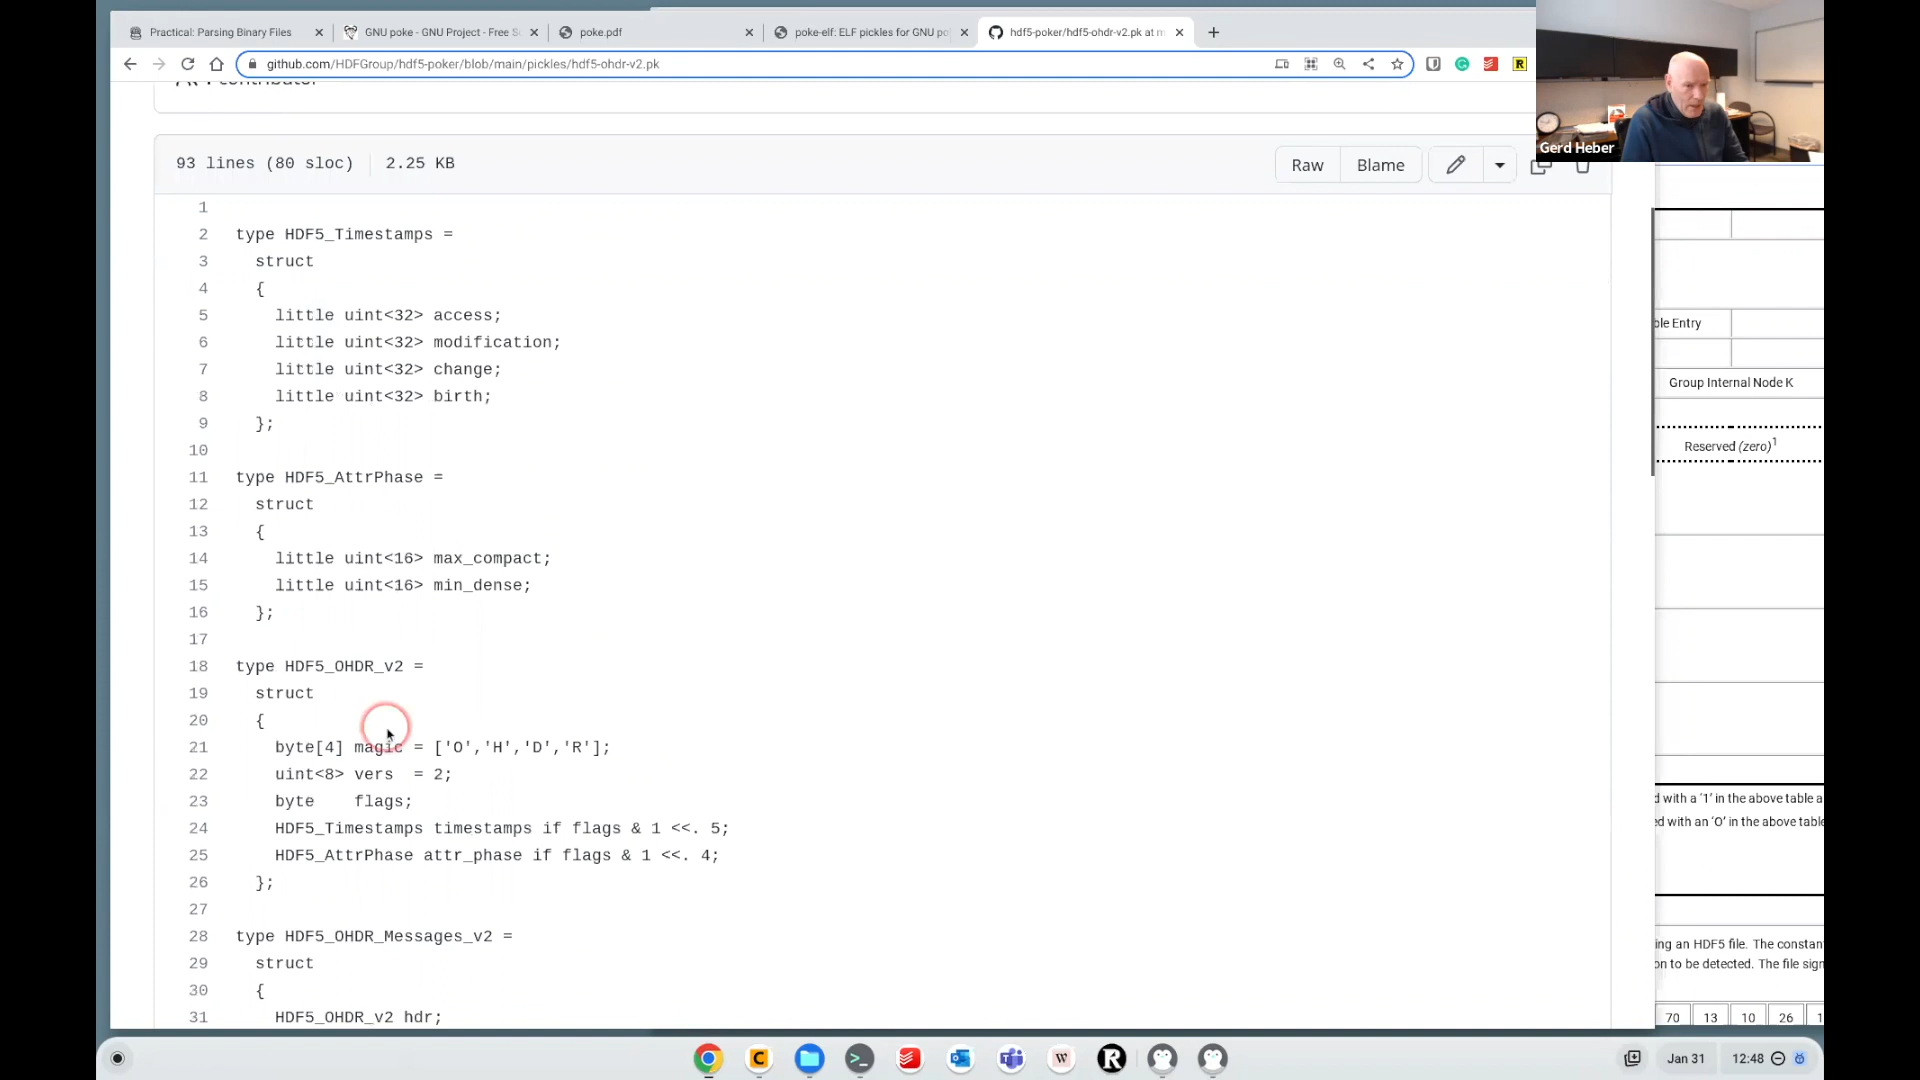 Practical: Parsing Binary Files
GNU poke - GNU Project - Free S
poke.pdf
poke-elf: ELF pickles for GNU po
hdf5-poker/hdf5-ohdr-v2.pk at m
github.com/HDFGroup/hdf5-poker/blob/main/pickles/hdf5-ohdr-v2.pk
Gerd Heber
93 lines (80 sloc) 2.25 KB
Raw Blame
1
2 type HDF5_Timestamps =
3 struct
4 {
5 little uint<32> access;
6 little uint<32> modification;
7 little uint<32> change;
8 little uint<32> birth;
9 };
10
11 type HDF5_AttrPhase =
12 struct
13 {
14 little uint<16> max_compact;
15 little uint<16> min_dense;
16 };
17
18 type HDF5_OHDR_v2 =
19 struct
20 {
21 byte[4] magic = ['O','H','D','R'];
22 uint<8> vers = 2;
23 byte flags;
24 HDF5_Timestamps timestamps if flags & 1 <<. 5;
25 HDF5_AttrPhase attr_phase if flags & 1 <<. 4;
26 };
27
28 type HDF5_OHDR_Messages_v2 =
29 struct
30 {
31 HDF5_OHDR_v2 hdr;
ble Entry
Group Internal Node K
Reserved (zero)1
d with a '1' in the above table a
ed with an 'O' in the above table
ing an HDF5 file. The constan
on to be detected. The file sign
70 13 10 26 1
Jan 31 12:48